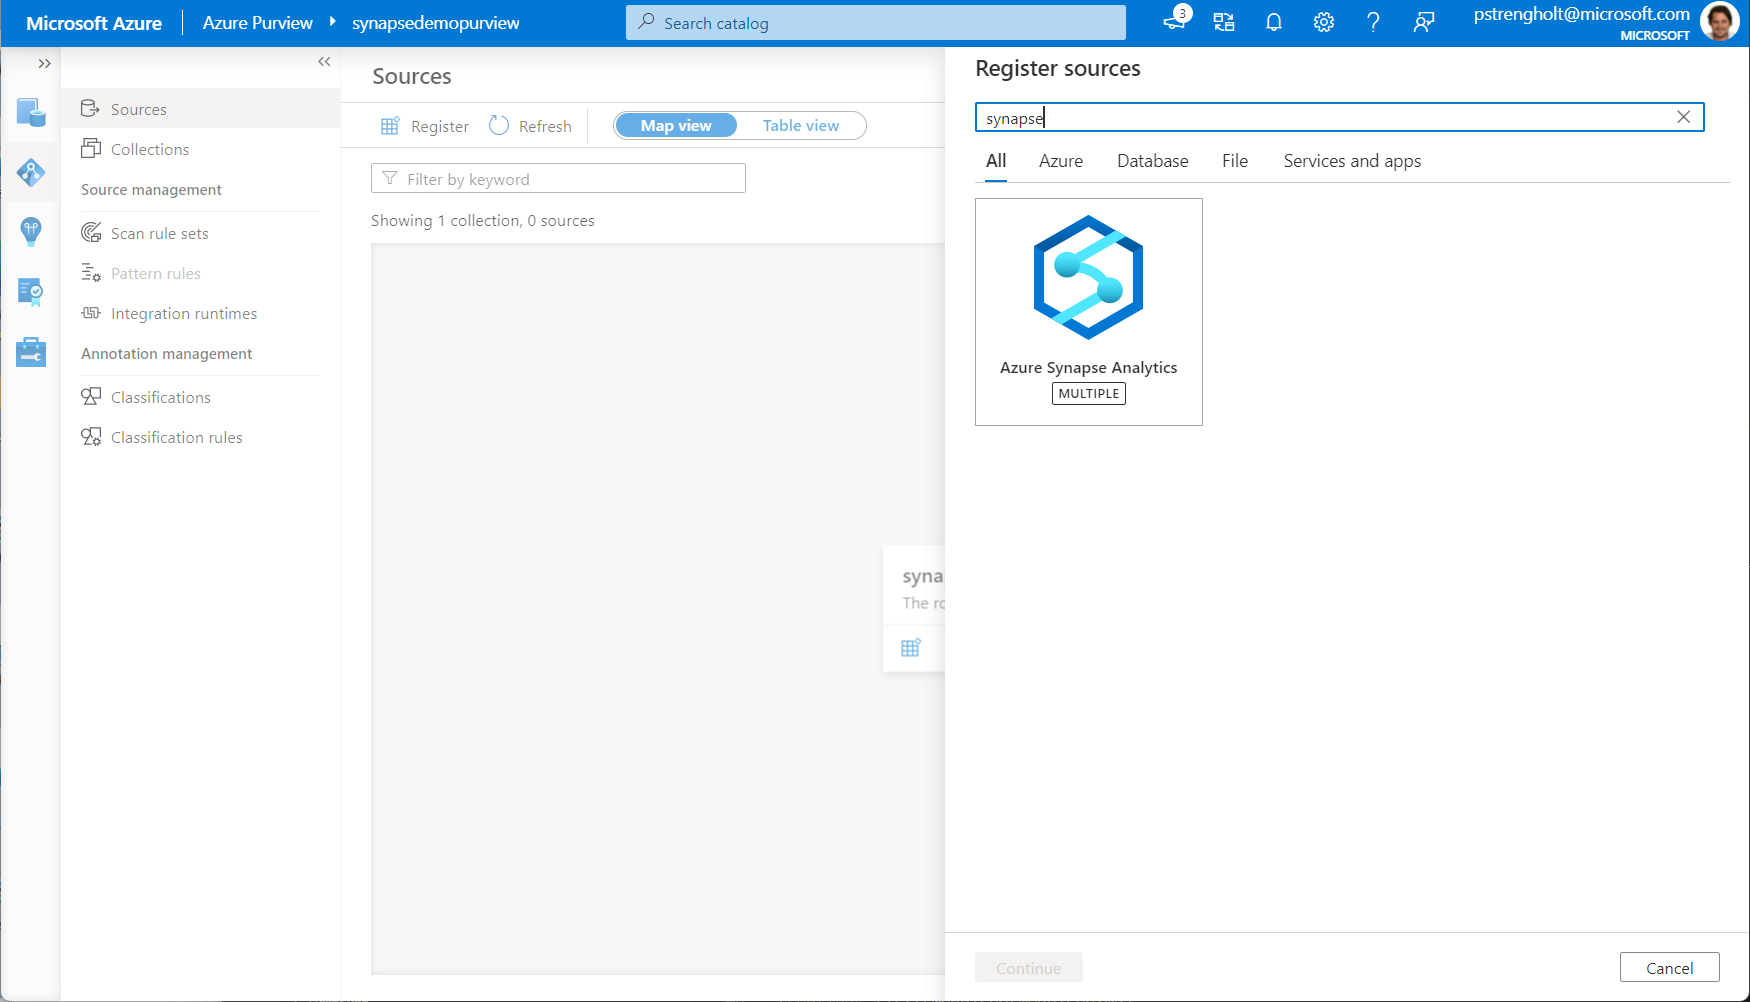 Microsoft Azure
Azure Purview
synapsedemopurview
Search catalog
3
pstrengholt@microsoft.com
MICROSOFT
Sources
Collections
Source management
Scan rule sets
Pattern rules
Integration runtimes
Annotation management
Classifications
Classification rules
Sources
Register
Refresh
Map view
Table view
Filter by keyword
Showing 1 collection, 0 sources
syna
The ro
Register sources
synapse
All
Azure
Database
File
Services and apps
Azure Synapse Analytics
MULTIPLE
Continue
Cancel